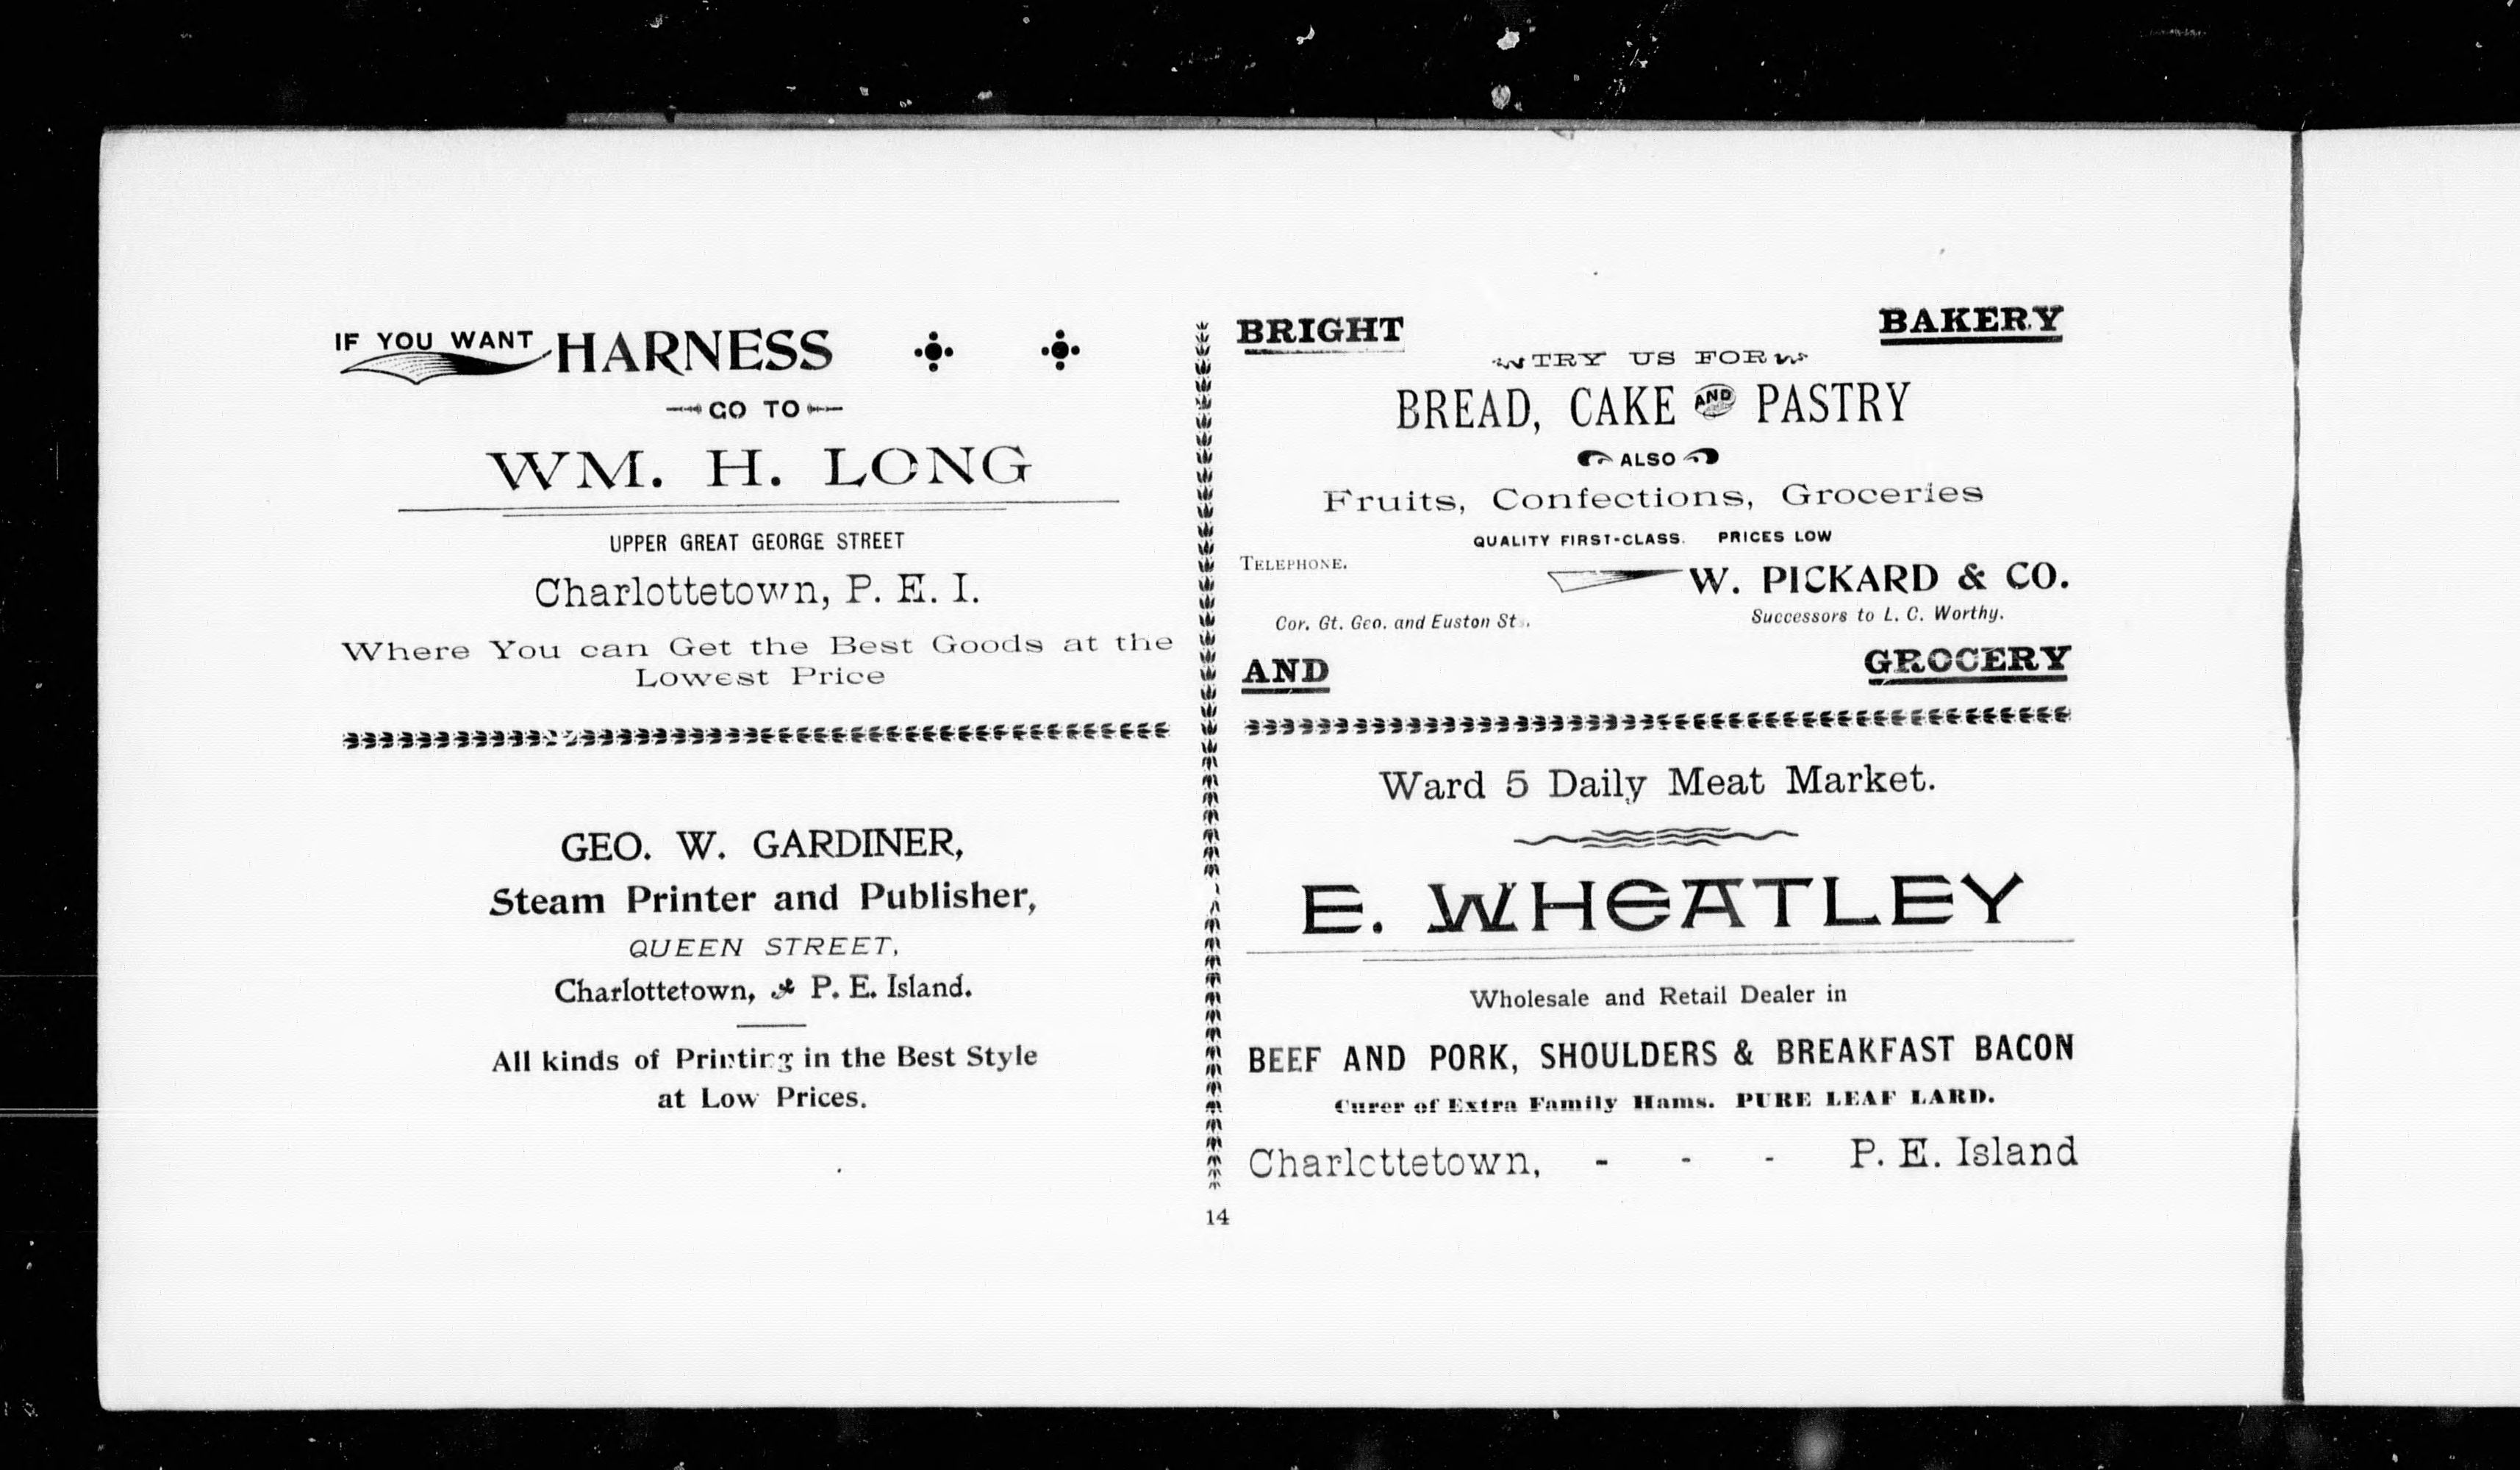 IF YOU WANT HARNESS
GO TO
WM. H. LONG
UPPER GREAT GEORGE STREET
Charlottetown, P. E. I.
Where You can Get the Best Goods at the
Lowest Price
GEO. W. GARDINER,
Steam Printer and Publisher,
QUEEN STREET,
Charlottetown, P. E. Island.
All kinds of Printing in the Best Style
at Low Prices.
BRIGHT BAKERY
TRY US FOR
BREAD, CAKE AND PASTRY
ALSO
Fruits, Confections, Groceries
QUALITY FIRST-CLASS. PRICES LOW
TELEPHONE.
W. PICKARD & CO.
Cor. Gt. Geo. and Euston St.
Successors to L. C. Worthy.
AND GROCERY
Ward 5 Daily Meat Market.
E. WHEATLEY
Wholesale and Retail Dealer in
BEEF AND PORK, SHOULDERS & BREAKFAST BACON
Curer of Extra Family Hams. PURE LEAF LARD.
Charlottetown, - - - P. E. Island
14